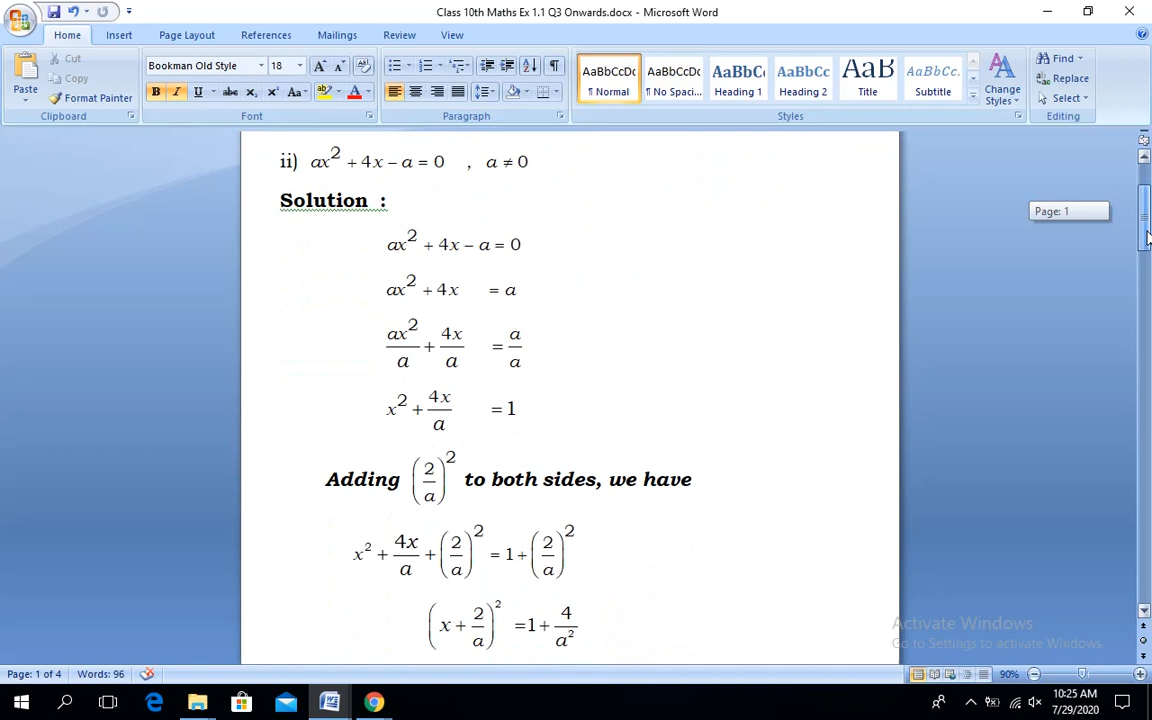 Class 10th Maths Ex 1.1 Q3 Onwards.docx - Microsoft Word
Home Insert Page Layout References Mailings Review View
Paste Cut Copy Format Painter Clipboard
Bookman Old Style 18 Font
Paragraph
AaBbCcDc ¶ Normal AaBbCcDc ¶ No Spaci... AaBbC Heading 1 AaBbCc Heading 2 AaB Title AaBbCc. Subtitle Change Styles Styles
Find Replace Select Editing
ii) ax² + 4x – a = 0 , a ≠ 0
Page: 1
Solution :
ax² + 4x – a = 0
ax² + 4x = a
ax²/a + 4x/a = a/a
x² + 4x/a = 1
Adding (2/a)² to both sides, we have
x² + 4x/a + (2/a)² = 1 + (2/a)²
(x + 2/a)² = 1 + 4/a²
Activate Windows
Go to Settings to activate Windows.
Page: 1 of 4 Words: 96 90%
10:25 AM
7/29/2020